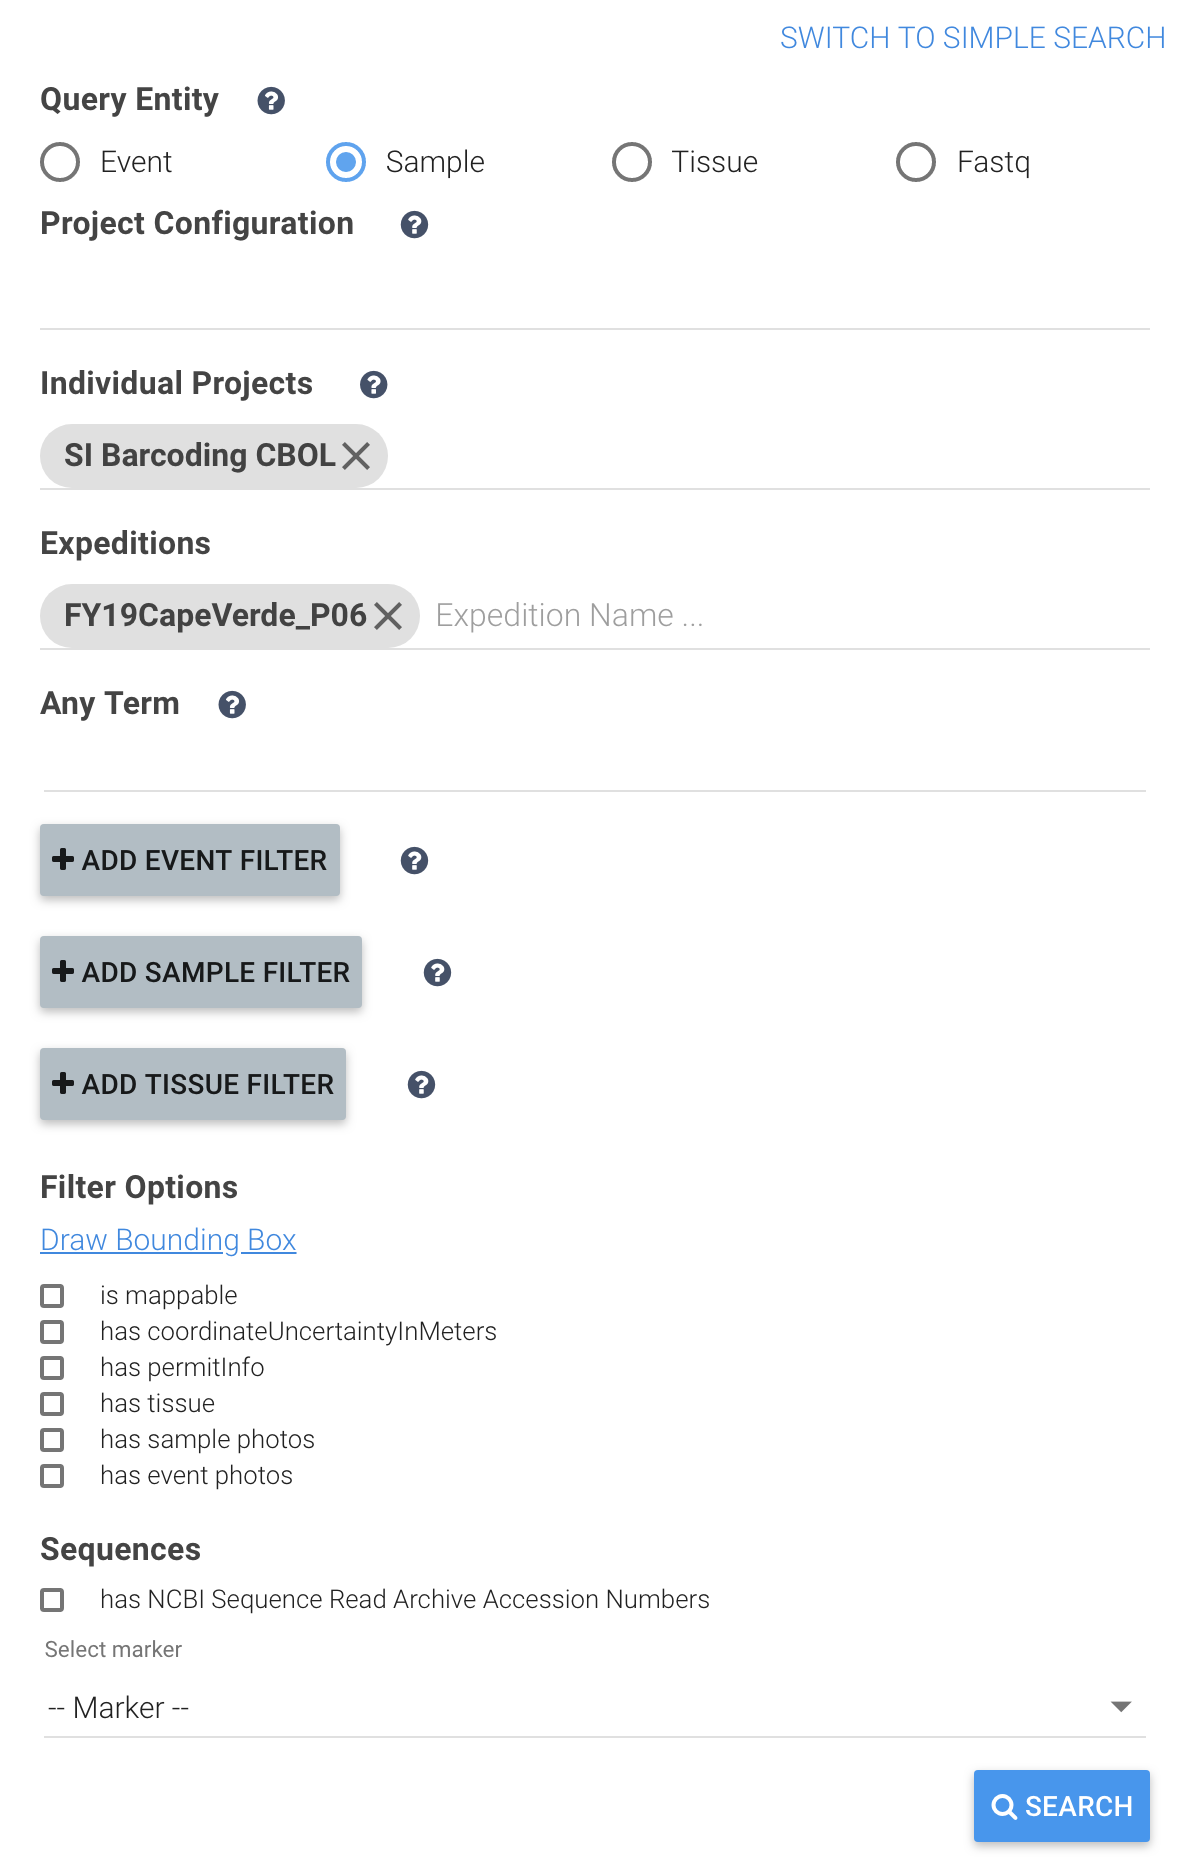 SWITCH TO SIMPLE SEARCH
Query Entity
Event Sample Tissue Fastq
Project Configuration
Individual Projects
SI Barcoding CBOL
Expeditions
FY19CapeVerde_P06 Expedition Name ...
Any Term
ADD EVENT FILTER
ADD SAMPLE FILTER
ADD TISSUE FILTER
Filter Options
Draw Bounding Box
is mappable
has coordinateUncertaintyInMeters
has permitInfo
has tissue
has sample photos
has event photos
Sequences
has NCBI Sequence Read Archive Accession Numbers
Select marker
-- Marker --
SEARCH